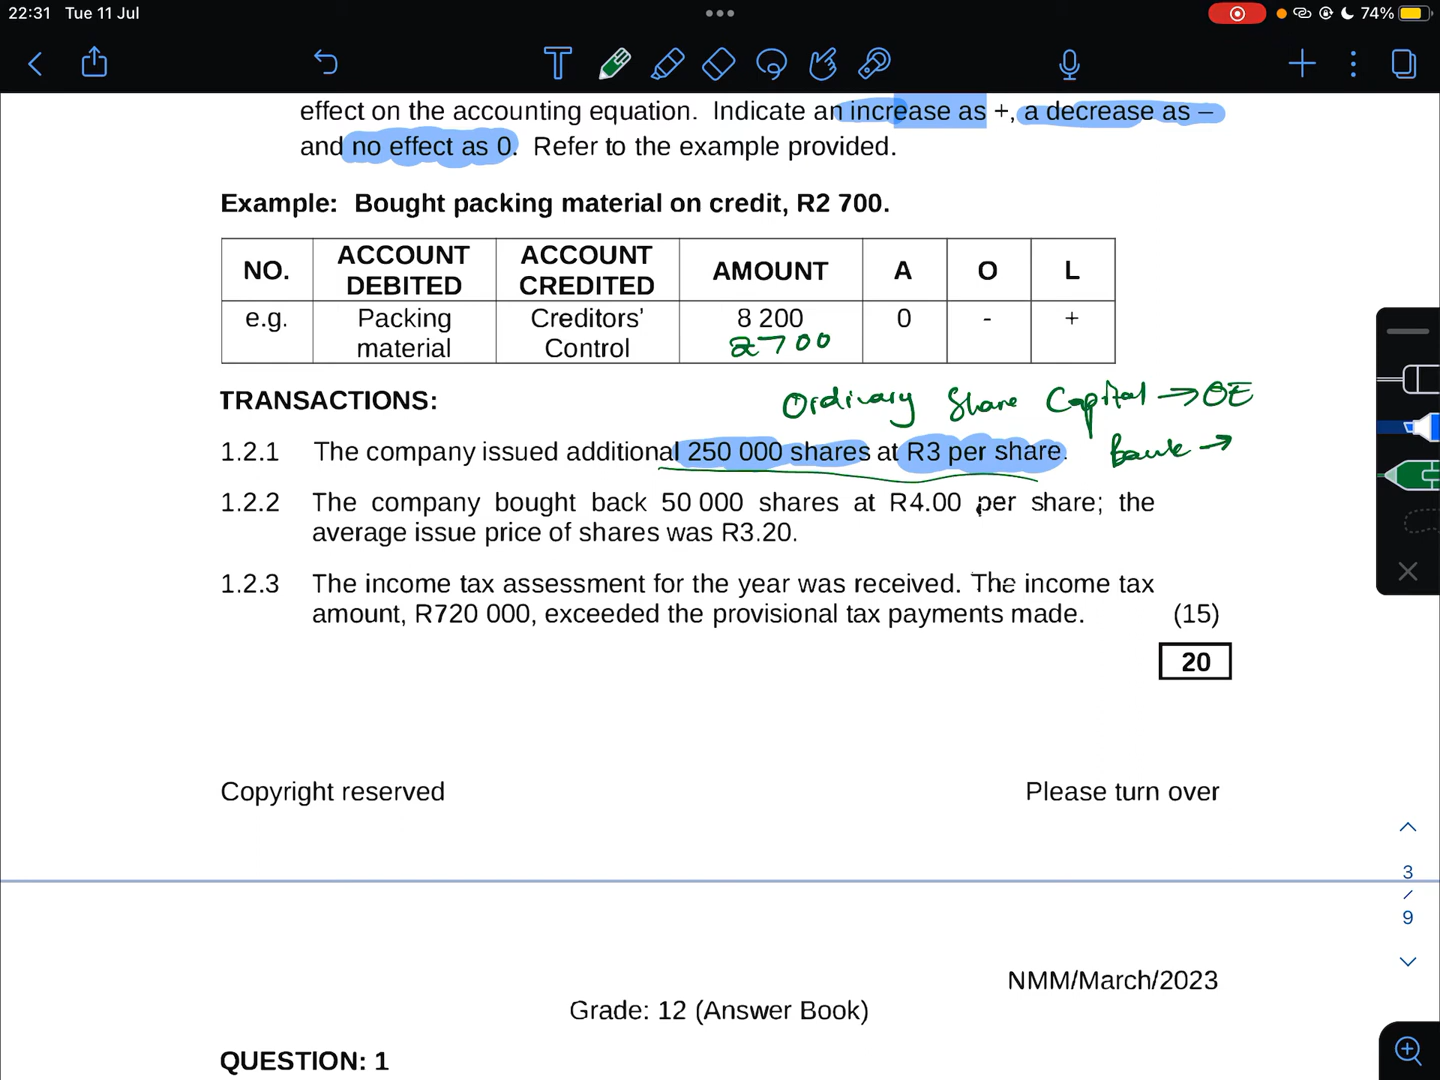 22:31 Tue 11 Jul
74%
effect on the accounting equation. Indicate an increase as +, a decrease as –
and no effect as 0. Refer to the example provided.
Example: Bought packing material on credit, R2 700.
NO. ACCOUNT DEBITED ACCOUNT CREDITED AMOUNT A O L
e.g. Packing material Creditors' Control 8 200 0 - +
2700
TRANSACTIONS:
Ordinary Share Capital → OE
1.2.1 The company issued additional 250 000 shares at R3 per share.
Bank →
1.2.2 The company bought back 50 000 shares at R4.00 per share; the
average issue price of shares was R3.20.
1.2.3 The income tax assessment for the year was received. The income tax
amount, R720 000, exceeded the provisional tax payments made. (15)
20
Copyright reserved Please turn over
3
/
9
NMM/March/2023
Grade: 12 (Answer Book)
QUESTION: 1